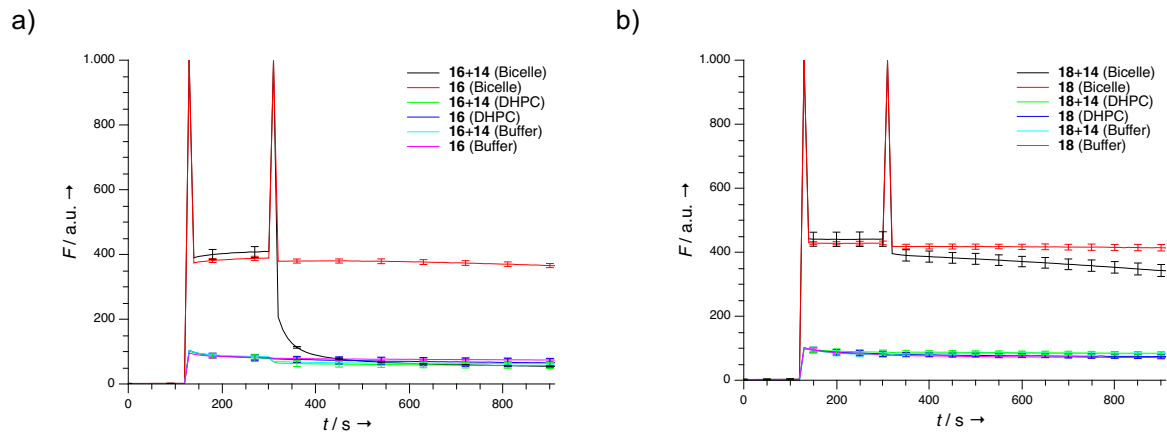 a)
1.000
800
600
400
200
0
F / a.u. →
0
200
400
600
800
t / s →
16+14 (Bicelle)
16 (Bicelle)
16+14 (DHPC)
16 (DHPC)
16+14 (Buffer)
16 (Buffer)
b)
1.000
800
600
400
200
0
F / a.u. →
0
200
400
600
800
t / s →
18+14 (Bicelle)
18 (Bicelle)
18+14 (DHPC)
18 (DHPC)
18+14 (Buffer)
18 (Buffer)